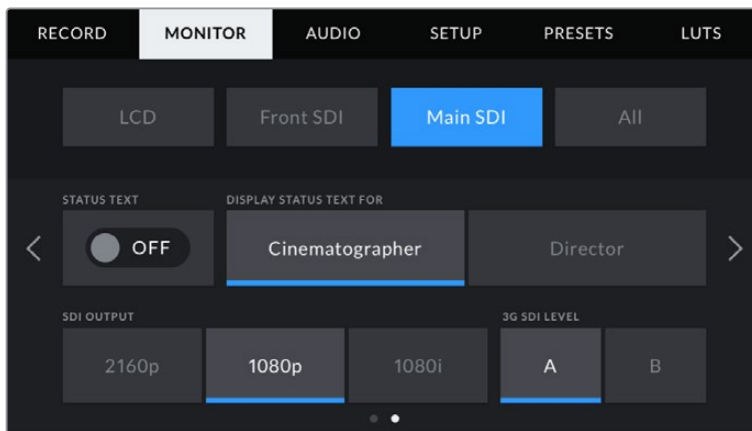 RECORD MONITOR AUDIO SETUP PRESETS LUTS
LCD Front SDI Main SDI All
STATUS TEXT DISPLAY STATUS TEXT FOR
OFF Cinematographer Director
SDI OUTPUT 3G SDI LEVEL
2160p 1080p 1080i A B